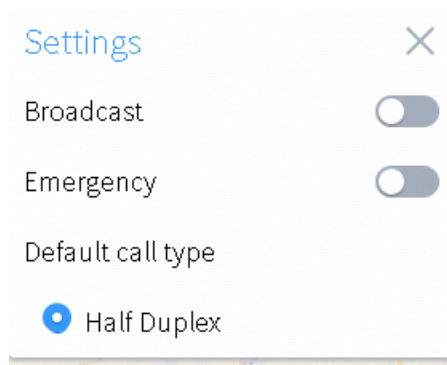 Settings
Broadcast
Emergency
Default call type
Half Duplex